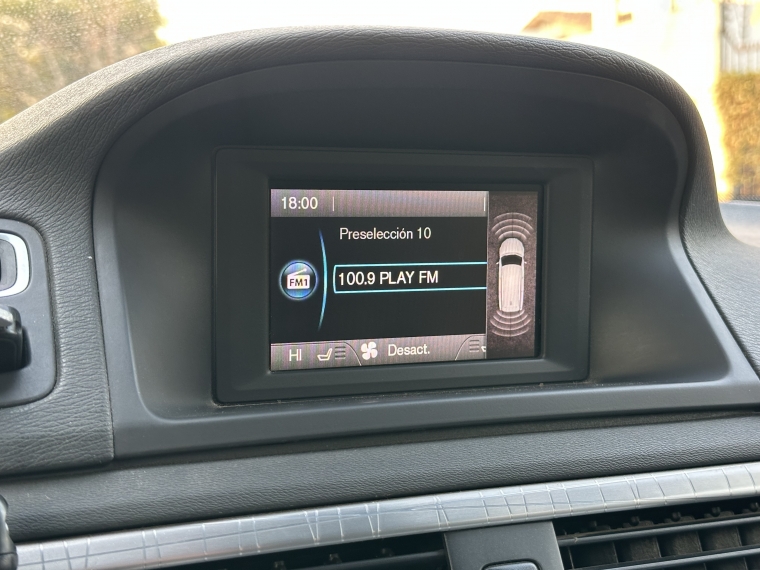 18:00
Preselección 10
FM1
100.9 PLAY FM
HI
Desact.